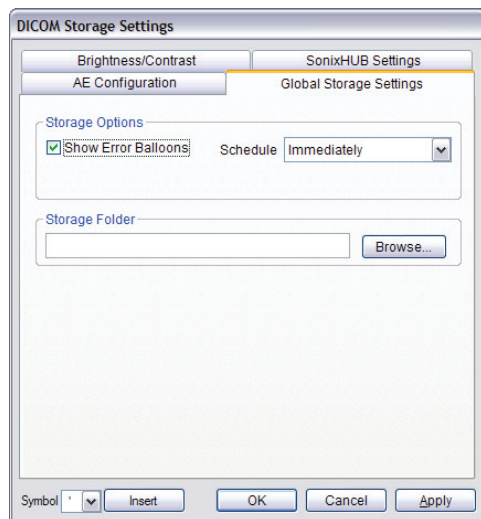 DICOM Storage Settings
Brightness/Contrast SonixHUB Settings
AE Configuration Global Storage Settings
Storage Options
Show Error Balloons Schedule Immediately
Storage Folder
Browse...
Symbol ' Insert OK Cancel Apply